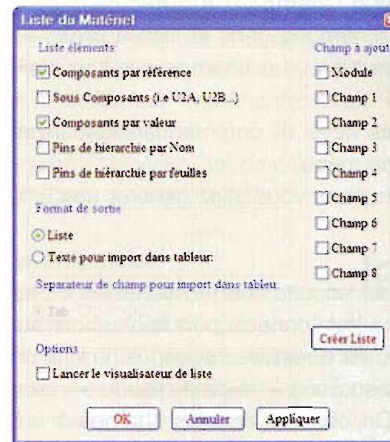 Liste du Matériel
Liste éléments:
Composants par référence
Sous Composants (i.e U2A, U2B...)
Composants par valeur
Pins de hierarchie par Nom
Pins de hiérarchie par feuilles
Format de sortie
Liste
Texte pour import dans tableur:
Separateur de champ pour import dans tableu
Tab
Options :
Lancer le visualisateur de liste
Champ à ajout
Module
Champ 1
Champ 2
Champ 3
Champ 4
Champ 5
Champ 6
Champ 7
Champ 8
Créer Liste
OK
Annuler
Appliquer